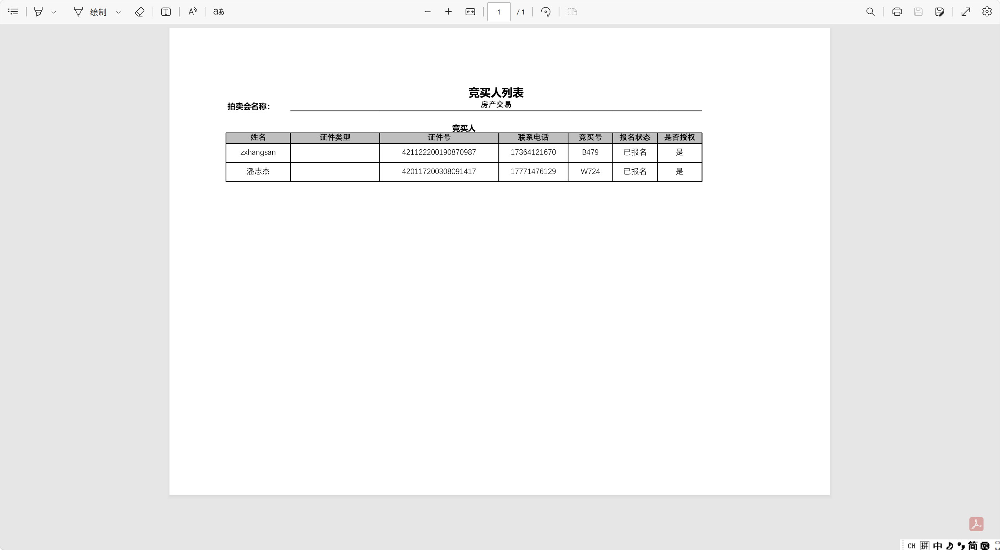 绘制 T A aあ 1 / 1
竞买人列表
拍卖会名称： 房产交易
竞买人
姓名 证件类型 证件号 联系电话 竞买号 报名状态 是否授权
zxhangsan 421122200190870987 17364121670 B479 已报名 是
潘志杰 420117200308091417 17771476129 W724 已报名 是
CH 拼 中 简